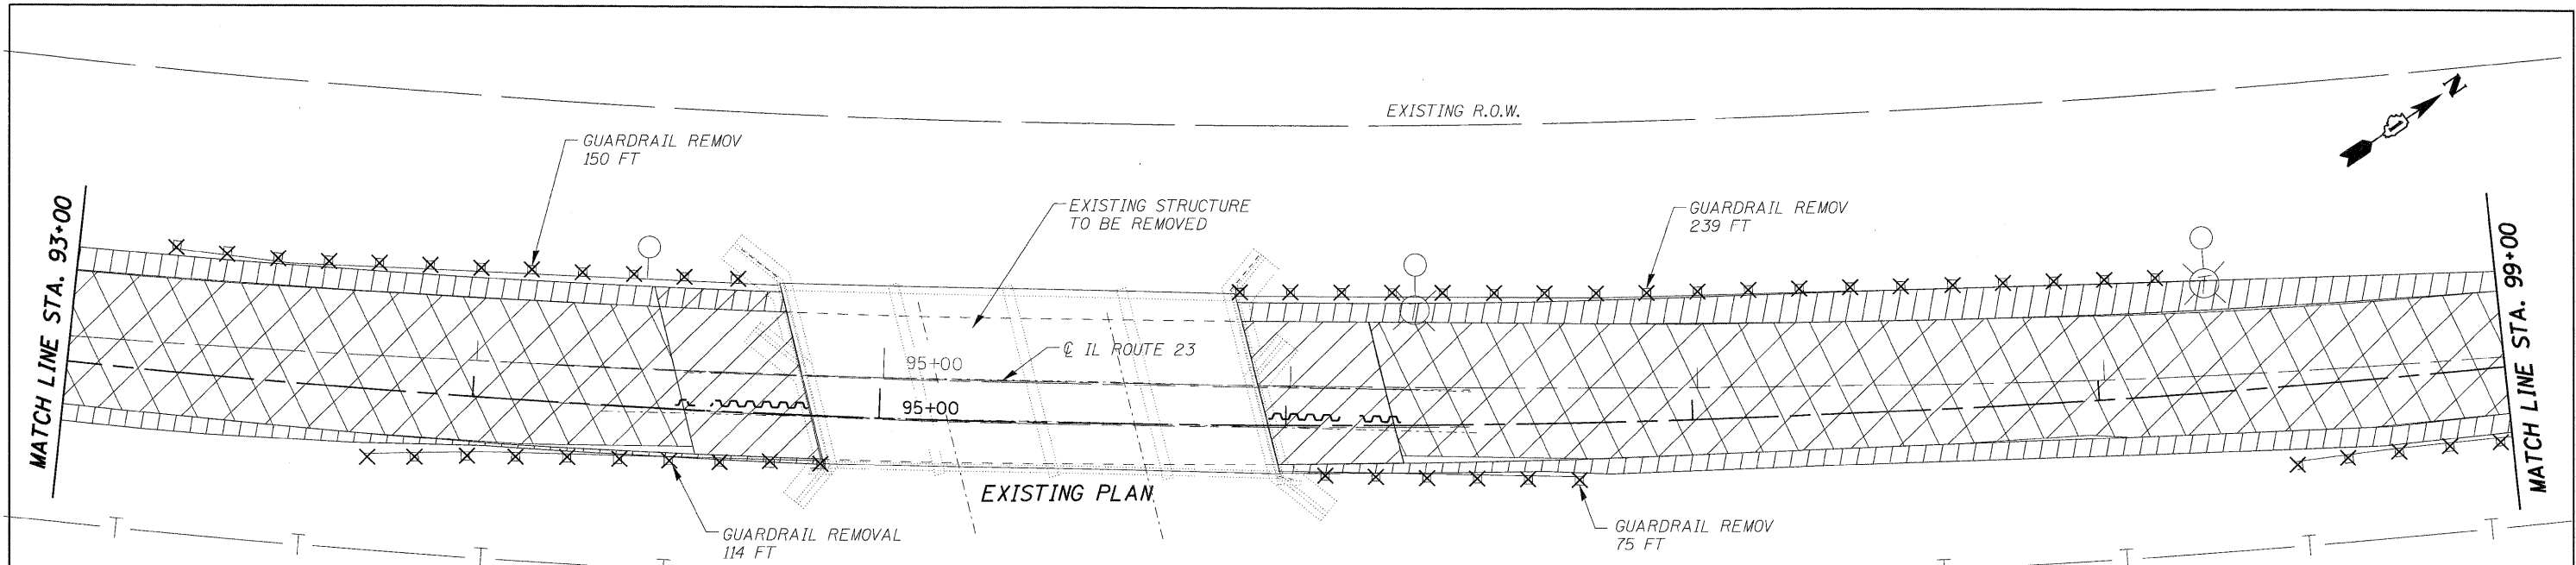 EXISTING R.O.W.
N
GUARDRAIL REMOV
150 FT
EXISTING STRUCTURE
TO BE REMOVED
GUARDRAIL REMOV
239 FT
MATCH LINE STA. 93+00
MATCH LINE STA. 99+00
℄ IL ROUTE 23
95+00
95+00
EXISTING PLAN
GUARDRAIL REMOVAL
114 FT
GUARDRAIL REMOV
75 FT
T T T T T T T T